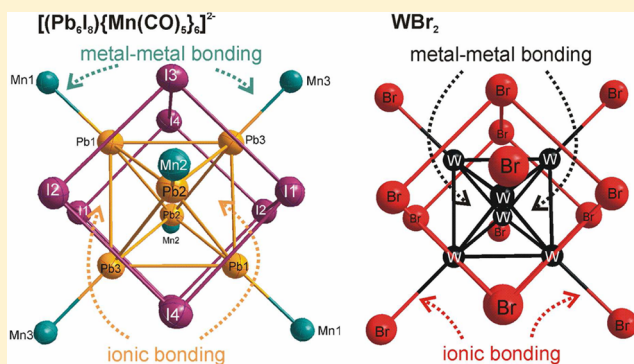 [(Pb6I8){Mn(CO)5}6]2-
metal-metal bonding
Mn1
I3
Mn3
I4
Pb1
Pb3
Mn2
I2
Pb2
I1
I1
Pb2
I2
Mn2
Pb3
Pb1
I4
Mn3
Mn1
ionic bonding
WBr2
metal-metal bonding
Br
Br
Br
Br
W
Br
W
Br
W
Br
Br
W
Br
Br
W
W
Br
Br
Br
ionic bonding